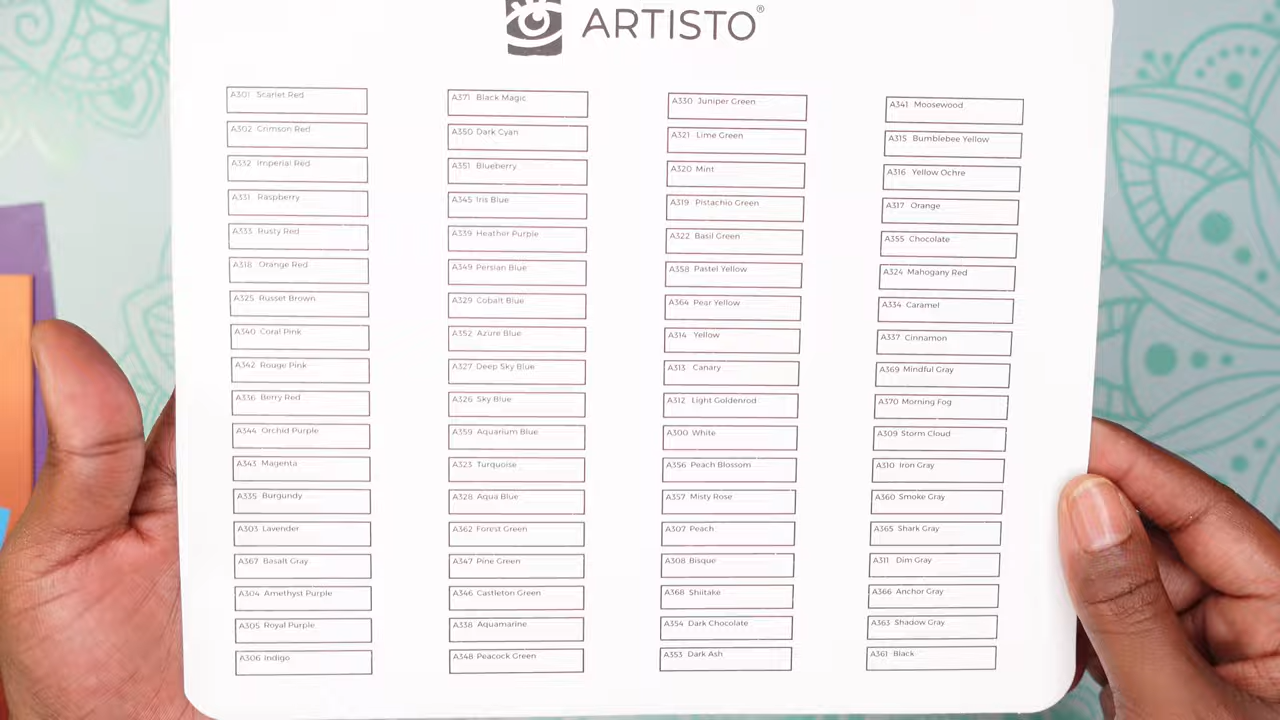 ARTISTO®
A301 Scarlet Red
A302 Crimson Red
A332 Imperial Red
A331 Raspberry
A333 Rusty Red
A318 Orange Red
A325 Russet Brown
A340 Coral Pink
A342 Rouge Pink
A336 Berry Red
A344 Orchid Purple
A343 Magenta
A335 Burgundy
A303 Lavender
A367 Basalt Gray
A304 Amethyst Purple
A305 Royal Purple
A306 Indigo
A371 Black Magic
A350 Dark Cyan
A351 Blueberry
A345 Iris Blue
A339 Heather Purple
A349 Persian Blue
A329 Cobalt Blue
A352 Azure Blue
A327 Deep Sky Blue
A326 Sky Blue
A359 Aquarium Blue
A323 Turquoise
A328 Aqua Blue
A362 Forest Green
A347 Pine Green
A346 Castleton Green
A338 Aquamarine
A348 Peacock Green
A330 Juniper Green
A321 Lime Green
A320 Mint
A319 Pistachio Green
A322 Basil Green
A358 Pastel Yellow
A364 Pear Yellow
A314 Yellow
A313 Canary
A312 Light Goldenrod
A300 White
A356 Peach Blossom
A357 Misty Rose
A307 Peach
A308 Bisque
A368 Shiitake
A354 Dark Chocolate
A353 Dark Ash
A341 Moosewood
A315 Bumblebee Yellow
A316 Yellow Ochre
A317 Orange
A355 Chocolate
A324 Mahogany Red
A334 Caramel
A337 Cinnamon
A369 Mindful Gray
A370 Morning Fog
A309 Storm Cloud
A310 Iron Gray
A360 Smoke Gray
A365 Shark Gray
A311 Dim Gray
A366 Anchor Gray
A363 Shadow Gray
A361 Black